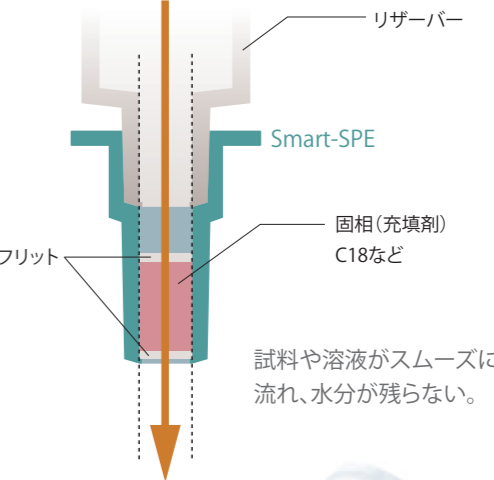 リザーバー
Smart-SPE
固相（充填剤）
C18など
フリット
試料や溶液がスムーズに
流れ、水分が残らない。